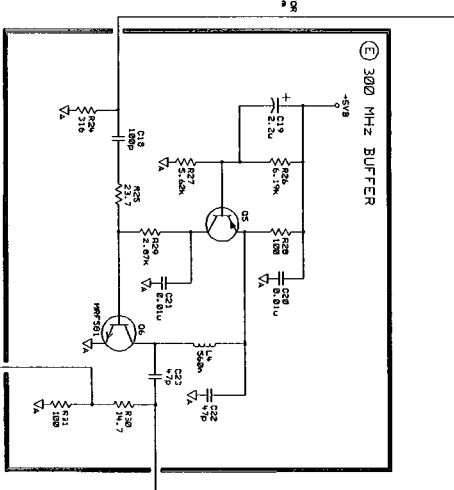 OR
Ⓔ 300 MHz BUFFER
+5VB
C19
2.2u
R26
6.19K
R28
100
C20
0.01u
R27
5.62K
Q5
R24
316
C18
100p
R25
23.7
R29
2.87K
C21
0.01u
Q6
MRF581
L4
560n
C22
47p
C23
47p
R30
14.7
R31
100
A
A
A
A
A
A
A